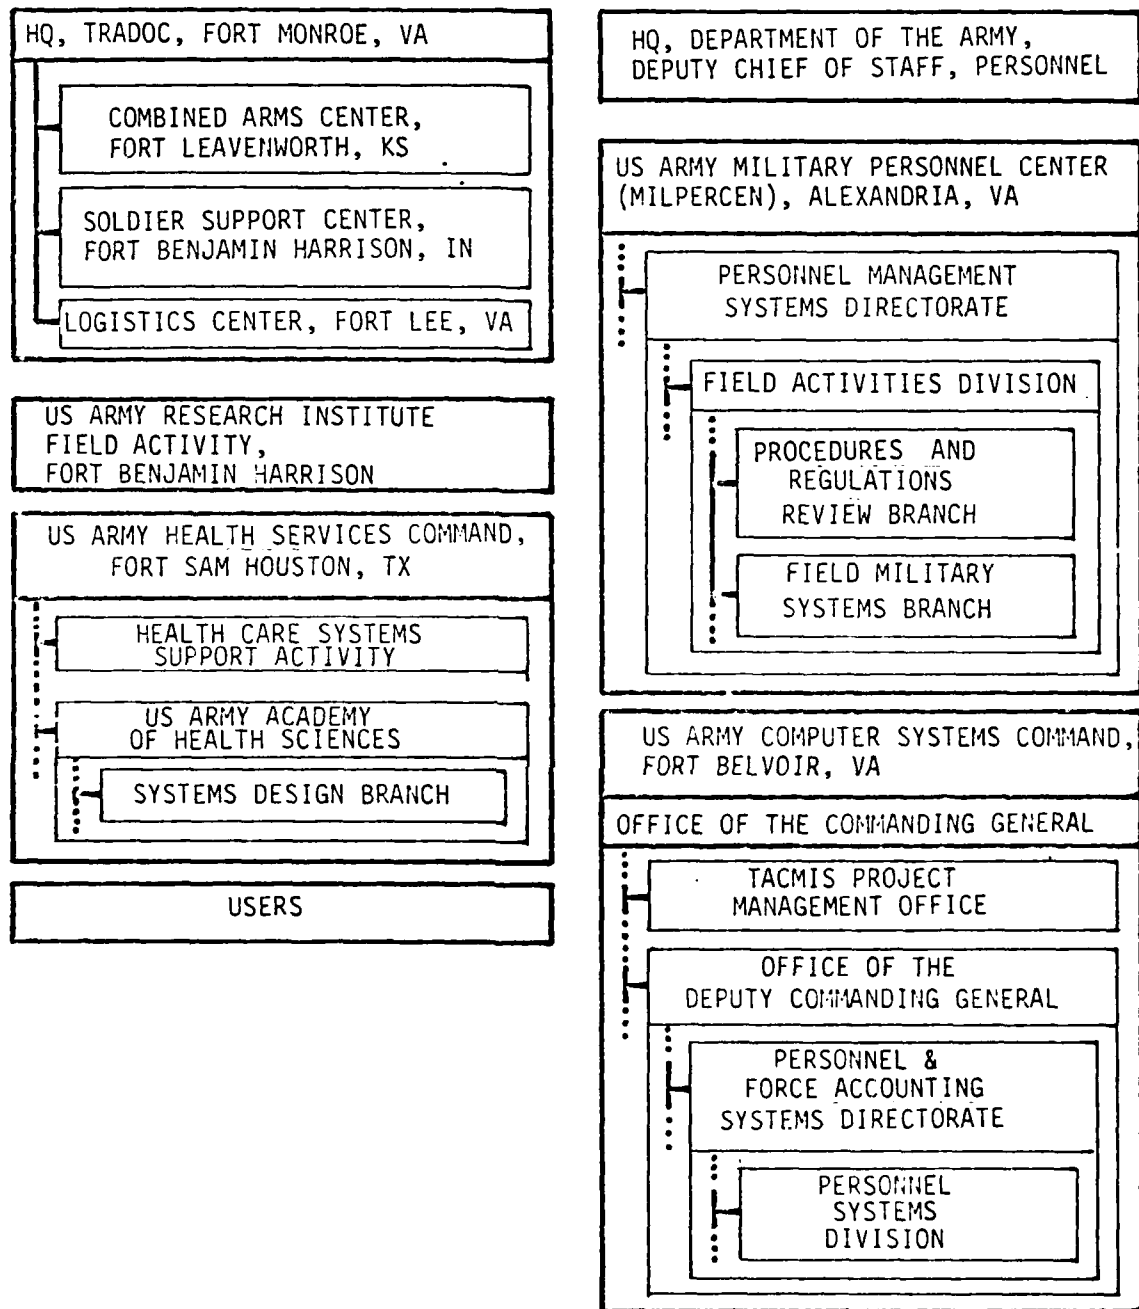 HQ, TRADOC, FORT MONROE, VA
COMBINED ARMS CENTER,
FORT LEAVENWORTH, KS
SOLDIER SUPPORT CENTER,
FORT BENJAMIN HARRISON, IN
LOGISTICS CENTER, FORT LEE, VA
US ARMY RESEARCH INSTITUTE
FIELD ACTIVITY,
FORT BENJAMIN HARRISON
US ARMY HEALTH SERVICES COMMAND,
FORT SAM HOUSTON, TX
HEALTH CARE SYSTEMS
SUPPORT ACTIVITY
US ARMY ACADEMY
OF HEALTH SCIENCES
SYSTEMS DESIGN BRANCH
USERS
HQ, DEPARTMENT OF THE ARMY,
DEPUTY CHIEF OF STAFF, PERSONNEL
US ARMY MILITARY PERSONNEL CENTER
(MILPERCEN), ALEXANDRIA, VA
PERSONNEL MANAGEMENT
SYSTEMS DIRECTORATE
FIELD ACTIVITIES DIVISION
PROCEDURES AND
REGULATIONS
REVIEW BRANCH
FIELD MILITARY
SYSTEMS BRANCH
US ARMY COMPUTER SYSTEMS COMMAND,
FORT BELVOIR, VA
OFFICE OF THE COMMANDING GENERAL
TACMIS PROJECT
MANAGEMENT OFFICE
OFFICE OF THE
DEPUTY COMMANDING GENERAL
PERSONNEL &
FORCE ACCOUNTING
SYSTEMS DIRECTORATE
PERSONNEL
SYSTEMS
DIVISION